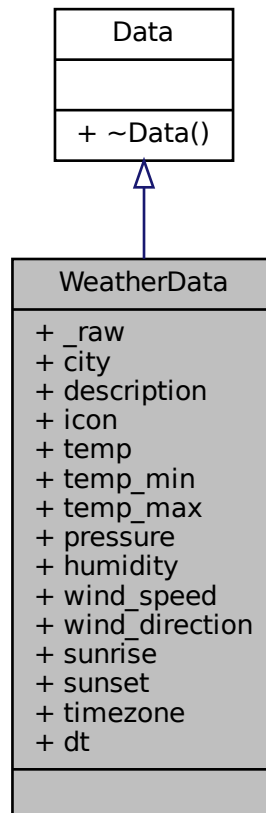 Data
+ ~Data()
WeatherData
+ _raw
+ city
+ description
+ icon
+ temp
+ temp_min
+ temp_max
+ pressure
+ humidity
+ wind_speed
+ wind_direction
+ sunrise
+ sunset
+ timezone
+ dt